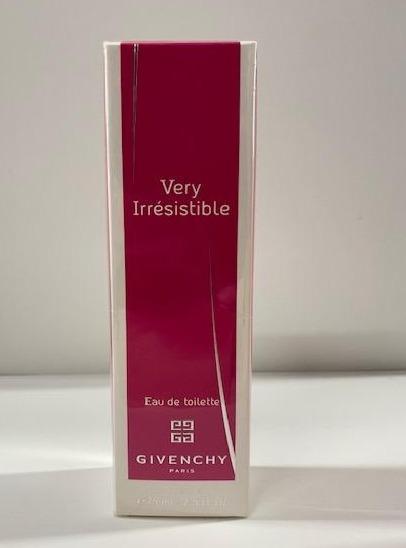 Very
Irrésistible
Eau de toilette
GIVENCHY
PARIS